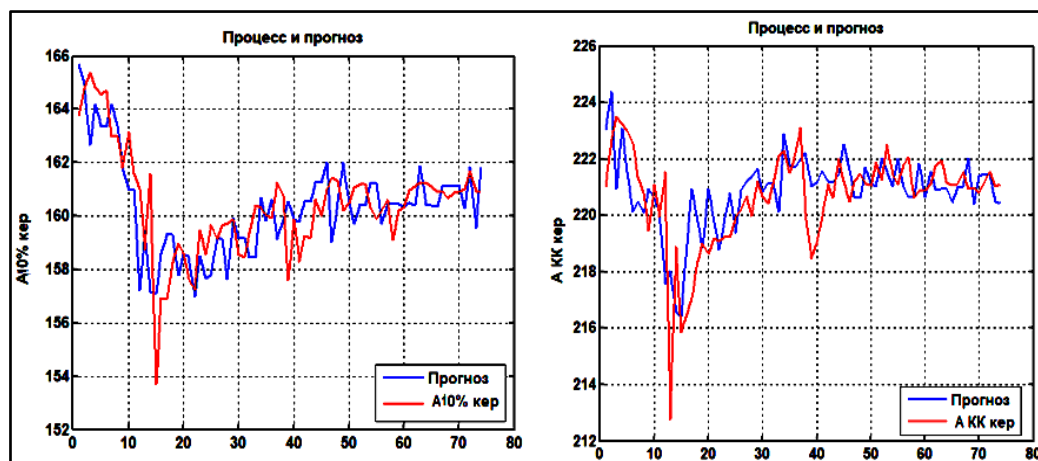 Процесс и прогноз
166
164
162
160
158
156
154
152
А10% кер
0 10 20 30 40 50 60 70 80
Прогноз
А10% кер
Процесс и прогноз
226
224
222
220
218
216
214
212
А КК кер
0 10 20 30 40 50 60 70 80
Прогноз
А КК кер